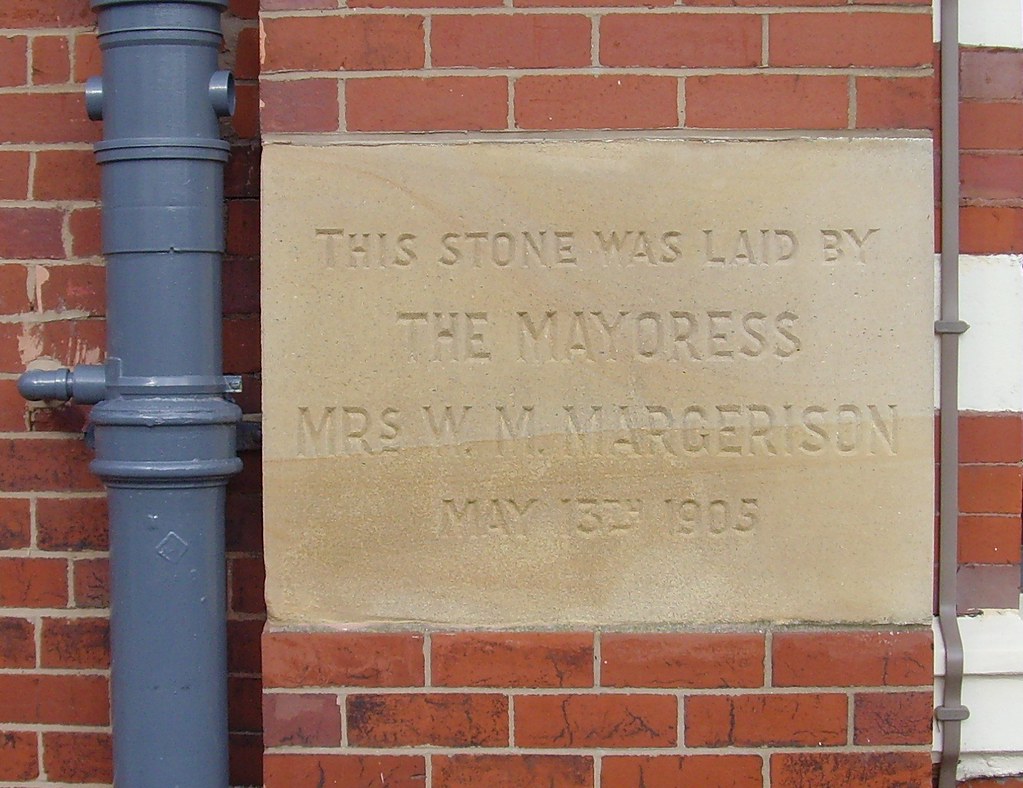 THIS STONE WAS LAID BY
THE MAYORESS
MRS W. M. MARGERISON
MAY 13TH 1905